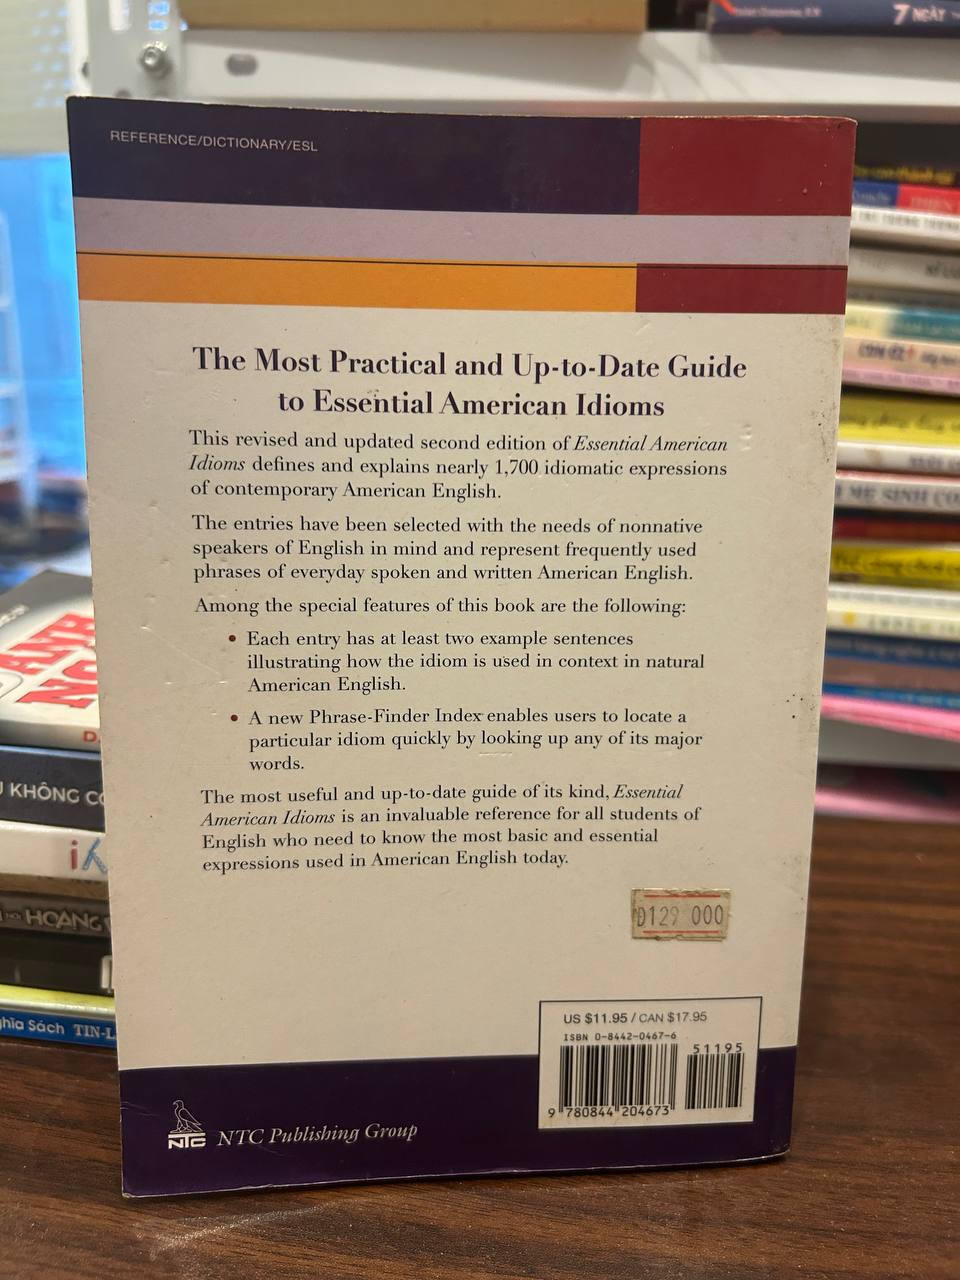 7 NGÀY
REFERENCE/DICTIONARY/ESL
The Most Practical and Up-to-Date Guide
to Essential American Idioms
This revised and updated second edition of Essential American
Idioms defines and explains nearly 1,700 idiomatic expressions
of contemporary American English.
The entries have been selected with the needs of nonnative
speakers of English in mind and represent frequently used
phrases of everyday spoken and written American English.
Among the special features of this book are the following:
• Each entry has at least two example sentences
illustrating how the idiom is used in context in natural
American English.
• A new Phrase-Finder Index enables users to locate a
particular idiom quickly by looking up any of its major
words.
The most useful and up-to-date guide of its kind, Essential
American Idioms is an invaluable reference for all students of
English who need to know the most basic and essential
expressions used in American English today.
Đ129 000
US $11.95 / CAN $17.95
ISBN 0-8442-0467-6
51195
9 780844 204673
NTC NTC Publishing Group
KHÔNG
HOANG
Sách TIN-L
MẸ SINH